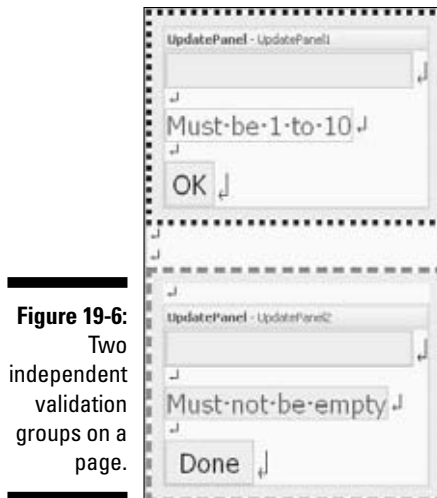 UpdatePanel - UpdatePanel1
Must·be·1·to·10
OK
Figure 19-6:
Two
independent
validation
groups on a
page.
UpdatePanel - UpdatePanel2
Must·not·be·empty
Done